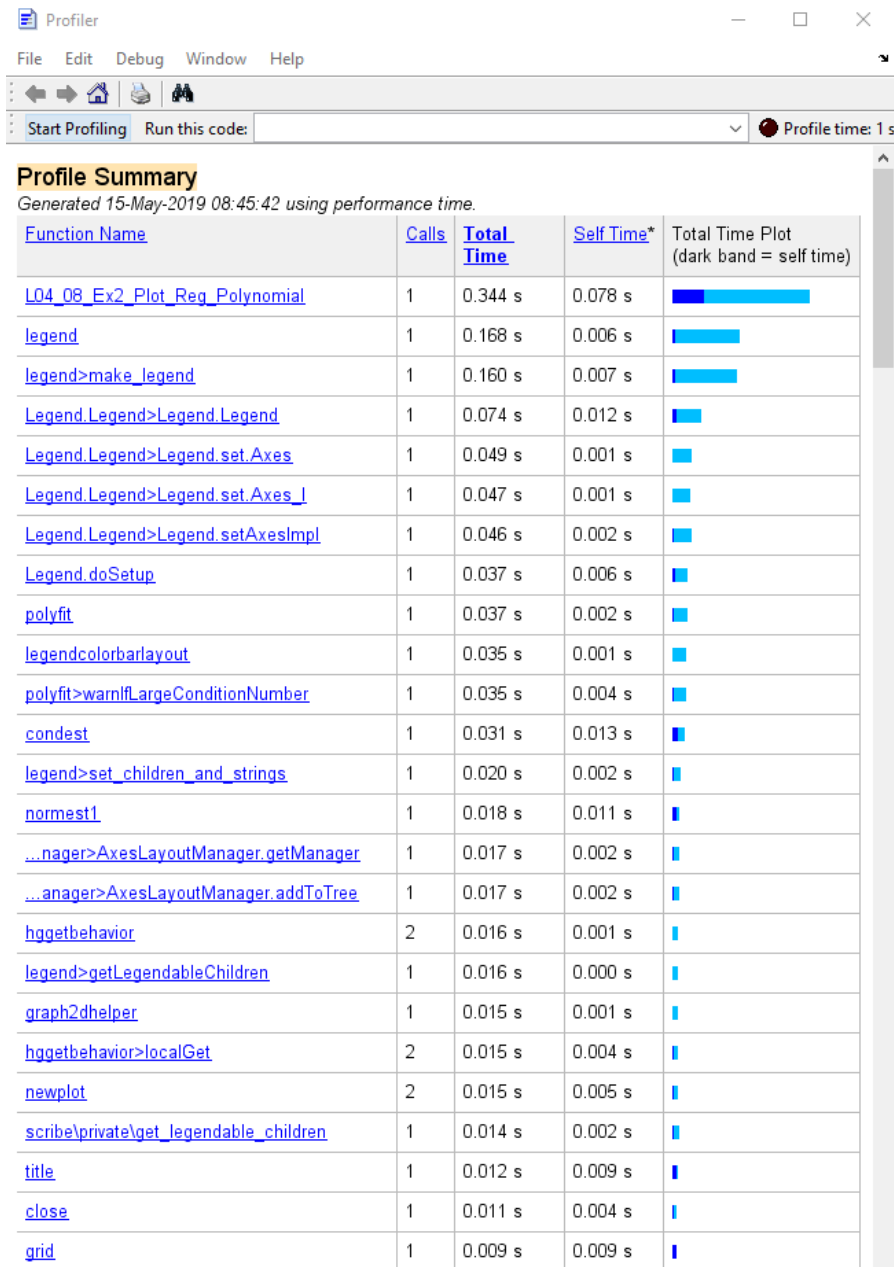 Profiler
File Edit Debug Window Help
Start Profiling Run this code: Profile time: 1 s
Profile Summary
Generated 15-May-2019 08:45:42 using performance time.
Function Name Calls Total Time Self Time* Total Time Plot
(dark band = self time)
L04_08_Ex2_Plot_Reg_Polynomial 1 0.344 s 0.078 s
legend 1 0.168 s 0.006 s
legend>make_legend 1 0.160 s 0.007 s
Legend.Legend>Legend.Legend 1 0.074 s 0.012 s
Legend.Legend>Legend.set.Axes 1 0.049 s 0.001 s
Legend.Legend>Legend.set.Axes_I 1 0.047 s 0.001 s
Legend.Legend>Legend.setAxesImpl 1 0.046 s 0.002 s
Legend.doSetup 1 0.037 s 0.006 s
polyfit 1 0.037 s 0.002 s
legendcolorbarlayout 1 0.035 s 0.001 s
polyfit>warnIfLargeConditionNumber 1 0.035 s 0.004 s
condest 1 0.031 s 0.013 s
legend>set_children_and_strings 1 0.020 s 0.002 s
normest1 1 0.018 s 0.011 s
...nager>AxesLayoutManager.getManager 1 0.017 s 0.002 s
...anager>AxesLayoutManager.addToTree 1 0.017 s 0.002 s
hggetbehavior 2 0.016 s 0.001 s
legend>getLegendableChildren 1 0.016 s 0.000 s
graph2dhelper 1 0.015 s 0.001 s
hggetbehavior>localGet 2 0.015 s 0.004 s
newplot 2 0.015 s 0.005 s
scribe\private\get_legendable_children 1 0.014 s 0.002 s
title 1 0.012 s 0.009 s
close 1 0.011 s 0.004 s
grid 1 0.009 s 0.009 s